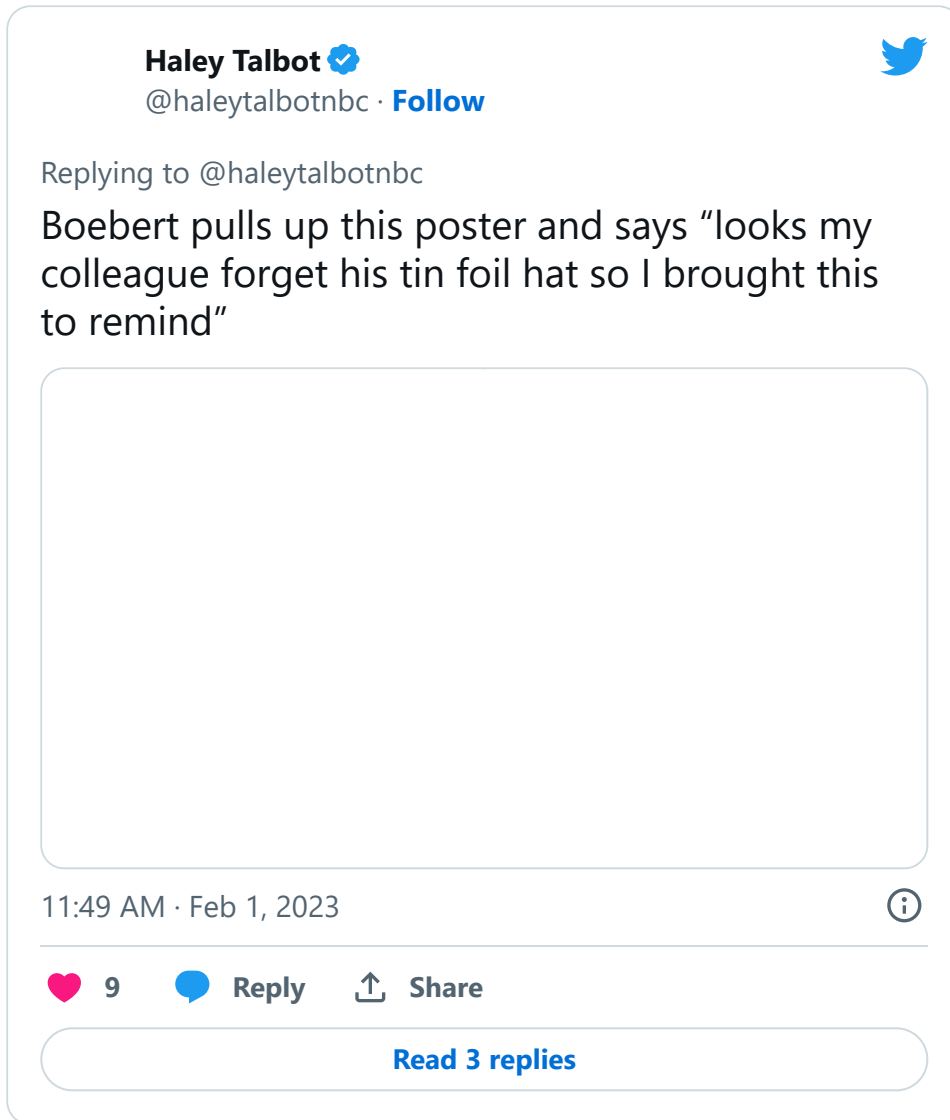 Haley Talbot
@haleytalbotnbc · Follow
Replying to @haleytalbotnbc
Boebert pulls up this poster and says “looks my
colleague forget his tin foil hat so I brought this
to remind”
11:49 AM · Feb 1, 2023
9 Reply Share
Read 3 replies